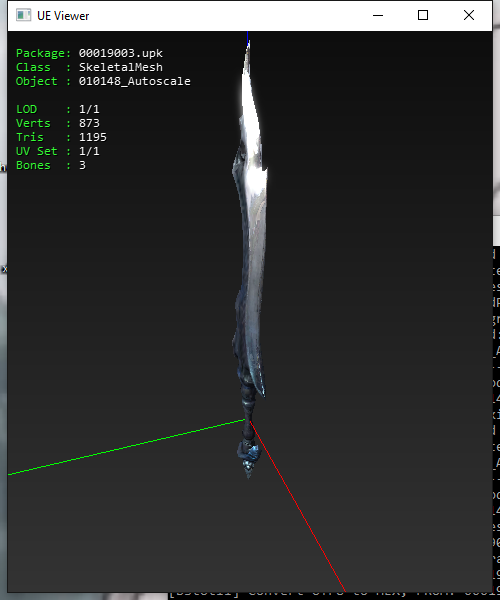 UE Viewer
Package: 00019003.upk
Class : SkeletalMesh
Object : 010148_Autoscale
LOD : 1/1
Verts : 873
Tris : 1195
UV Set : 1/1
Bones : 3